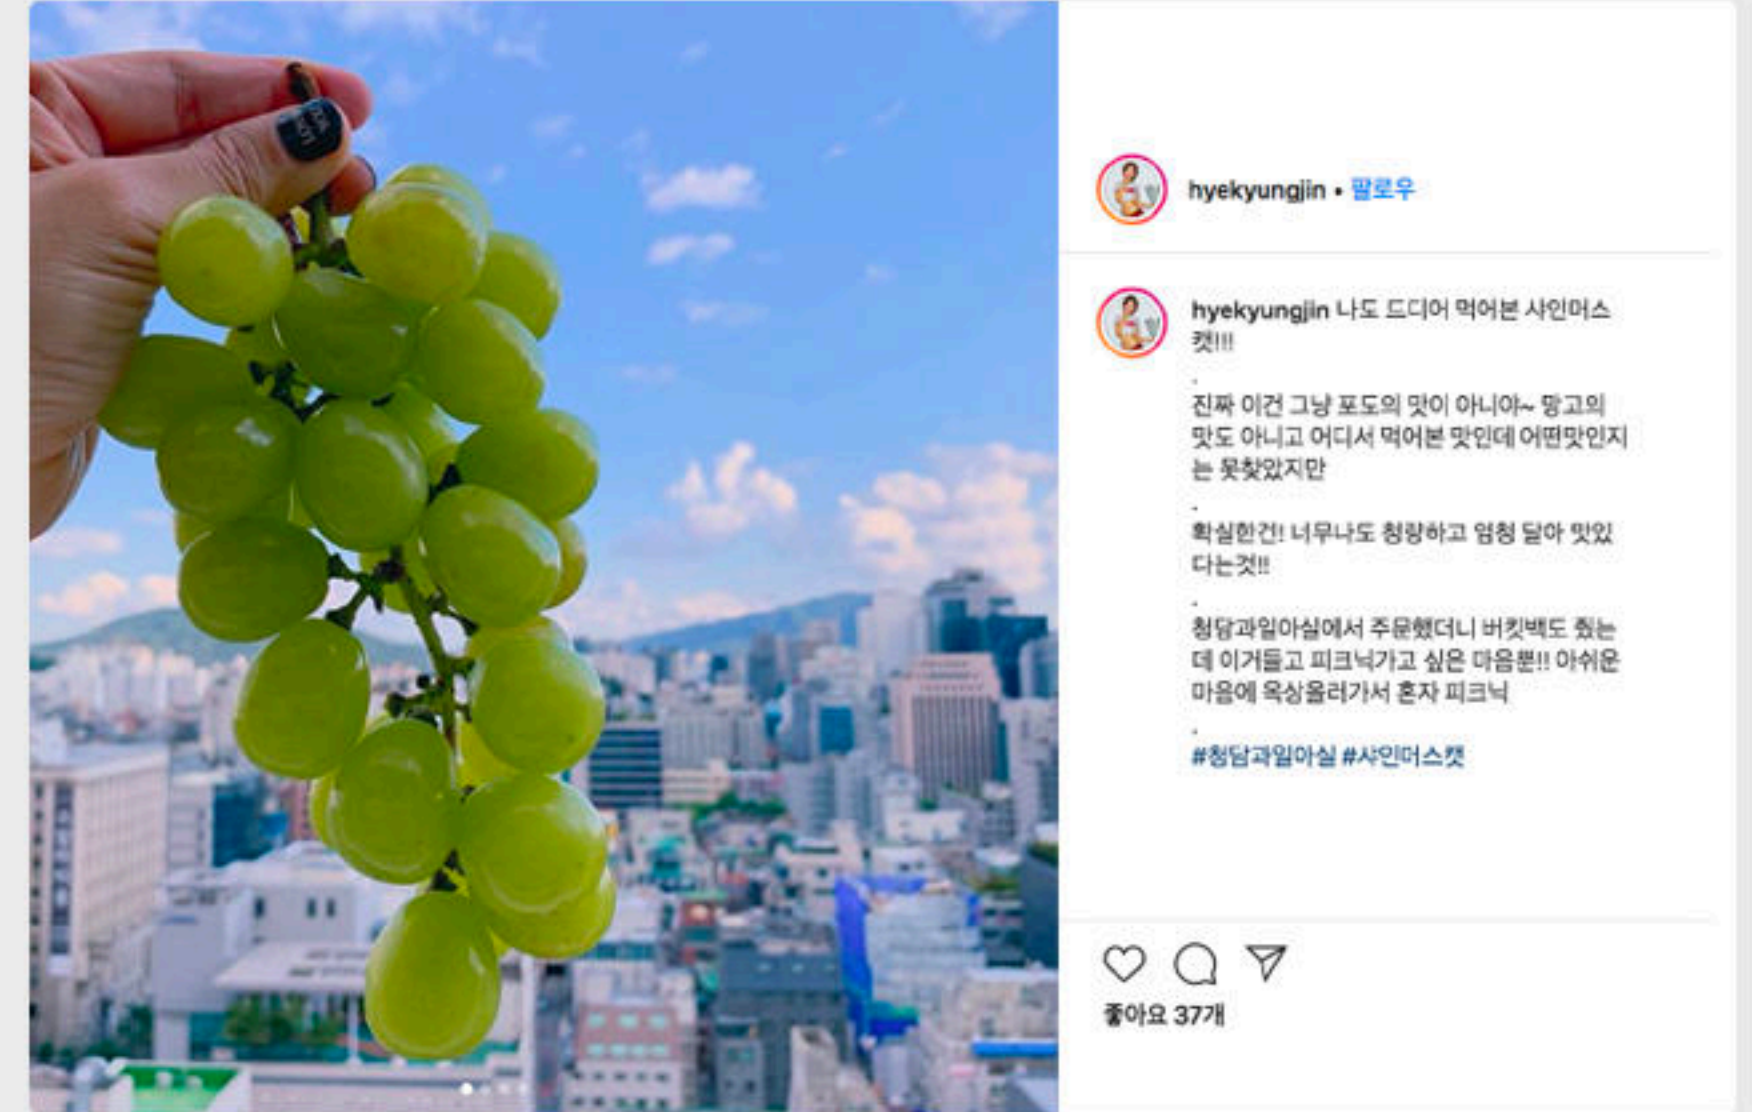 hyekyungjin • 팔로우
hyekyungjin 나도 드디어 먹어본 샤인머스
캣!!!
.
진짜 이건 그냥 포도의 맛이 아니야~ 망고의
맛도 아니고 어디서 먹어본 맛인데 어떤맛인지
는 못찾았지만
.
확실한건! 너무나도 청량하고 엄청 달아 맛있
다는것!!
.
청담과일아실에서 주문했더니 버킷백도 줬는
데 이거들고 피크닉가고 싶은 마음뿐!! 아쉬운
마음에 옥상올러가서 혼자 피크닉
.
#청담과일아실 #샤인머스캣
좋아요 37개